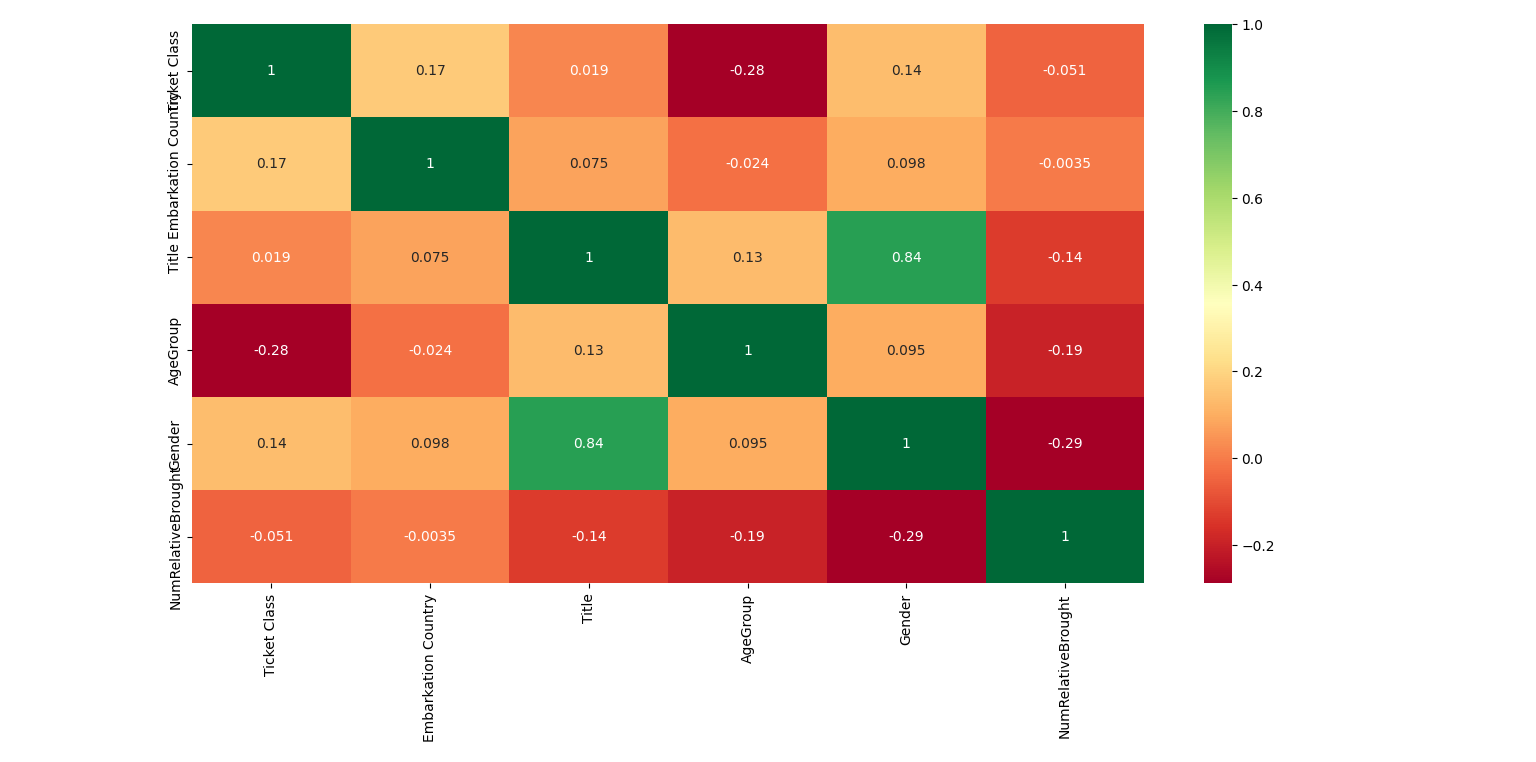 Ticket Class 1 0.17 0.019 -0.28 0.14 -0.051
Embarkation Country 0.17 1 0.075 -0.024 0.098 -0.0035
Title 0.019 0.075 1 0.13 0.84 -0.14
AgeGroup -0.28 -0.024 0.13 1 0.095 -0.19
Gender 0.14 0.098 0.84 0.095 1 -0.29
NumRelativeBrought -0.051 -0.0035 -0.14 -0.19 -0.29 1
Ticket Class
Embarkation Country
Title
AgeGroup
Gender
NumRelativeBrought
1.0
0.8
0.6
0.4
0.2
0.0
−0.2